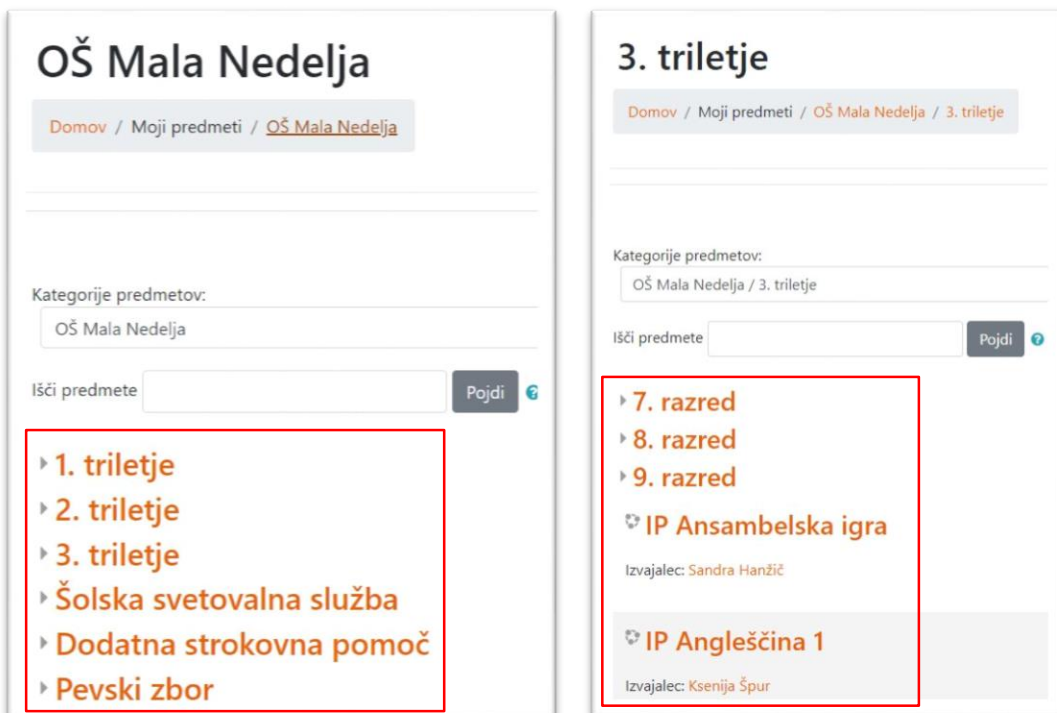 OŠ Mala Nedelja
Domov / Moji predmeti / OŠ Mala Nedelja
Kategorije predmetov:
OŠ Mala Nedelja
Išči predmete
Pojdi
1. triletje
2. triletje
3. triletje
Šolska svetovalna služba
Dodatna strokovna pomoč
Pevski zbor
3. triletje
Domov / Moji predmeti / OŠ Mala Nedelja / 3. triletje
Kategorije predmetov:
OŠ Mala Nedelja / 3. triletje
Išči predmete
Pojdi
7. razred
8. razred
9. razred
IP Ansambelska igra
Izvajalec: Sandra Hanžič
IP Angleščina 1
Izvajalec: Ksenija Špur